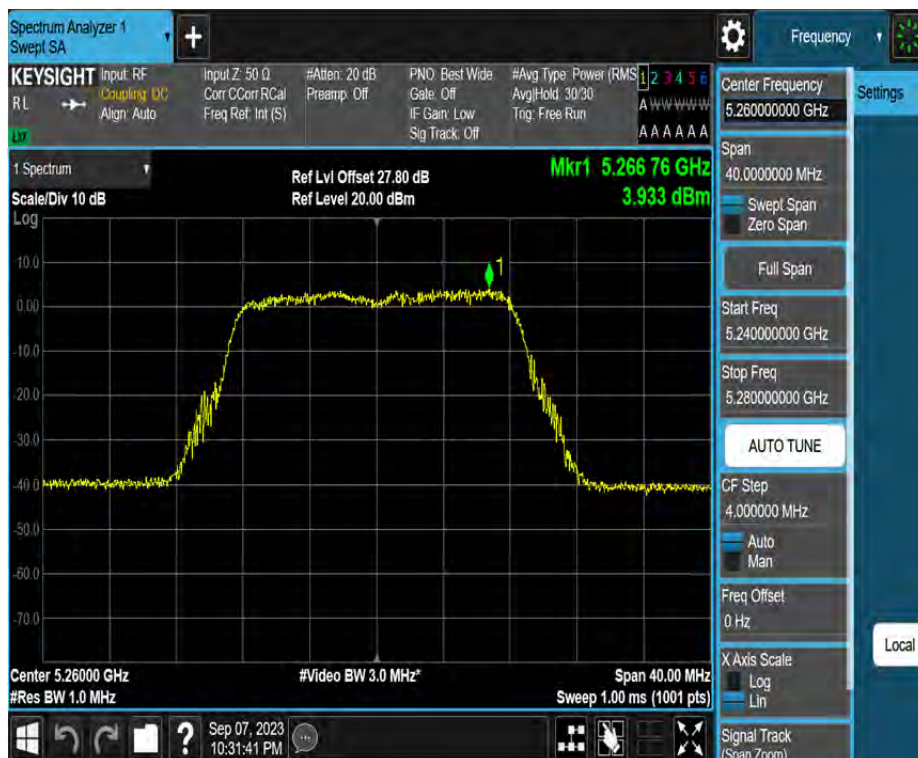 Spectrum Analyzer 1
Swept SA
Frequency
KEYSIGHT
RL
LXI
Input: RF
Coupling: DC
Align: Auto
Input Z: 50 Ω
Corr CCorr RCal
Freq Ref: Int (S)
#Atten: 20 dB
Preamp: Off
PNO: Best Wide
Gate: Off
IF Gain: Low
Sig Track: Off
#Avg Type: Power (RMS
Avg|Hold: 30/30
Trig: Free Run
1 2 3 4 5 6
A W W W W W
A A A A A A
1 Spectrum
Scale/Div 10 dB
Log
Ref Lvl Offset 27.80 dB
Ref Level 20.00 dBm
Mkr1 5.266 76 GHz
3.933 dBm
1
10.0
0.00
-10.0
-20.0
-30.0
-40.0
-50.0
-60.0
-70.0
Center 5.26000 GHz
#Res BW 1.0 MHz
#Video BW 3.0 MHz*
Span 40.00 MHz
Sweep 1.00 ms (1001 pts)
Sep 07, 2023
10:31:41 PM
Center Frequency
5.260000000 GHz
Settings
Span
40.0000000 MHz
Swept Span
Zero Span
Full Span
Start Freq
5.240000000 GHz
Stop Freq
5.280000000 GHz
AUTO TUNE
CF Step
4.000000 MHz
Auto
Man
Freq Offset
0 Hz
Local
X Axis Scale
Log
Lin
Signal Track
(Span Zoom)